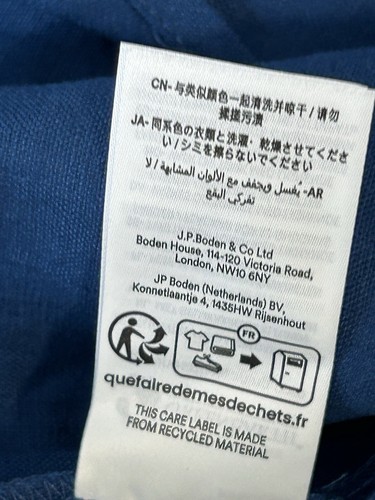 CN- 与类似颜色一起清洗并晾干 / 请勿
揉搓污渍
JA- 同系色の衣類と洗濯・乾燥させてくださ
い / シミを擦らないでください
AR- يُغسل ويجفف مع الألوان المشابهة / لا
تفركي البقع
J.P.Boden & Co Ltd
Boden House, 114-120 Victoria Road,
London, NW10 6NY
JP Boden (Netherlands) BV,
Konnetlaantje 4, 1435HW Rijsenhout
FR
quefairedemesdechets.fr
THIS CARE LABEL IS MADE
FROM RECYCLED MATERIAL